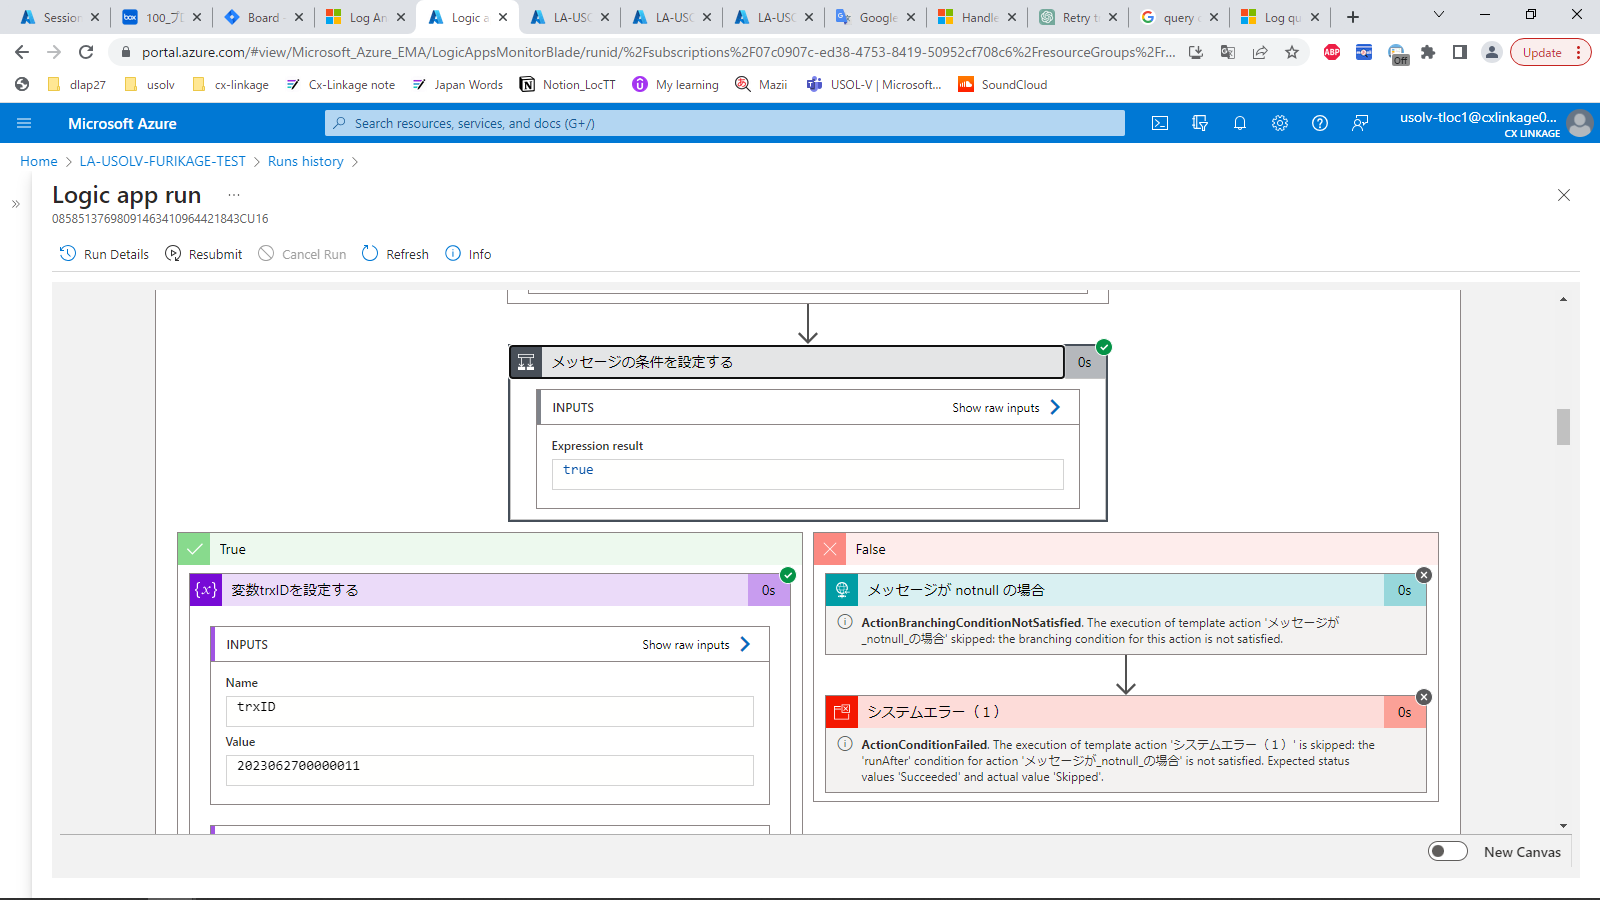 Session
100_プ
Board
Log An
Logic a
LA-USO
LA-USO
LA-USO
Google
Handle
Retry t
query o
Log qu
portal.azure.com/#view/Microsoft_Azure_EMA/LogicAppsMonitorBlade/runid/%2Fsubscriptions%2F07c0907c-ed38-4753-8419-50952cf708c6%2FresourceGroups%2Fr...
ABP
Off
Update
dlap27
usolv
cx-linkage
Cx-Linkage note
Japan Words
Notion_LocTT
My learning
Mazii
USOL-V | Microsoft...
SoundCloud
Microsoft Azure
Search resources, services, and docs (G+/)
usolv-tloc1@cxlinkage0...
CX LINKAGE
Home > LA-USOLV-FURIKAGE-TEST > Runs history >
Logic app run ...
08585137698091463410964421843CU16
Run Details
Resubmit
Cancel Run
Refresh
Info
メッセージの条件を設定する
0s
INPUTS
Show raw inputs
Expression result
true
True
変数trxIDを設定する
0s
INPUTS
Show raw inputs
Name
trxID
Value
2023062700000011
False
メッセージが notnull の場合
0s
ActionBranchingConditionNotSatisfied. The execution of template action 'メッセージが
_notnull_の場合' skipped: the branching condition for this action is not satisfied.
システムエラー（１）
0s
ActionConditionFailed. The execution of template action 'システムエラー（１）' is skipped: the
'runAfter' condition for action 'メッセージが_notnull_の場合' is not satisfied. Expected status
values 'Succeeded' and actual value 'Skipped'.
New Canvas